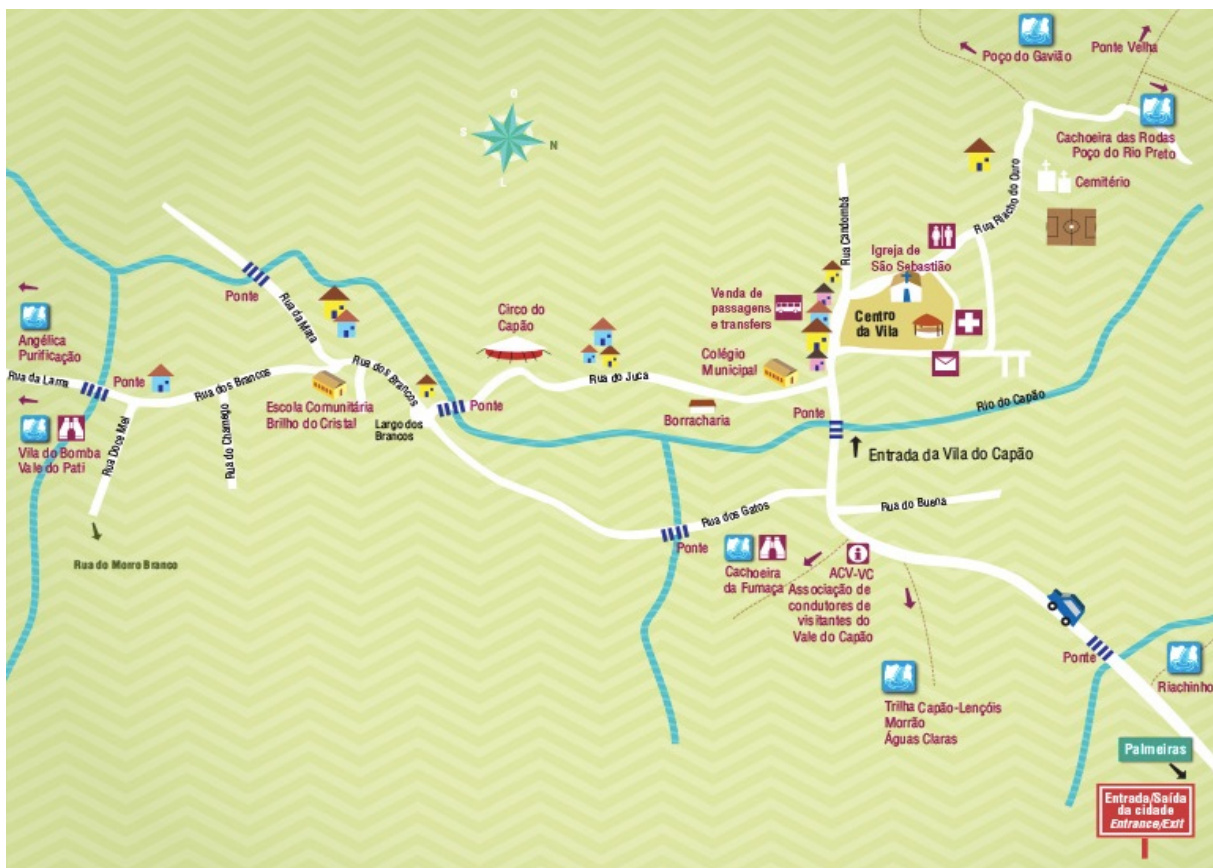 Poço do Gavião
Ponte Velha
Cachoeira das Rodas
Poço do Rio Preto
Cemitério
Rua Riacho do Ouro
O
S
N
L
Rua Candombá
Igreja de
São Sebastião
Centro
da Vila
Venda de
passagens
e transfers
Colégio
Municipal
Circo do
Capão
Rua do Juca
Borracharia
Ponte
Rio do Capão
Entrada da Vila do Capão
Ponte
Rua da Mata
Angélica
Purificação
Rua da Lama
Ponte
Rua dos Brancos
Rua dos Brancos
Ponte
Largo dos
Brancos
Escola Comunitária
Brilho do Cristal
Vila do Bomba
Vale do Pati
Rua Doce Mel
Rua do Chamego
Rua do Morro Branco
Rua dos Gatos
Ponte
Rua do Buena
Cachoeira
da Fumaça
ACV-VC
Associação de
condutores de
visitantes do
Vale do Capão
Trilha Capão-Lençóis
Morrão
Águas Claras
Ponte
Riachinho
Palmeiras
Entrada/Saída
da cidade
Entrance/Exit